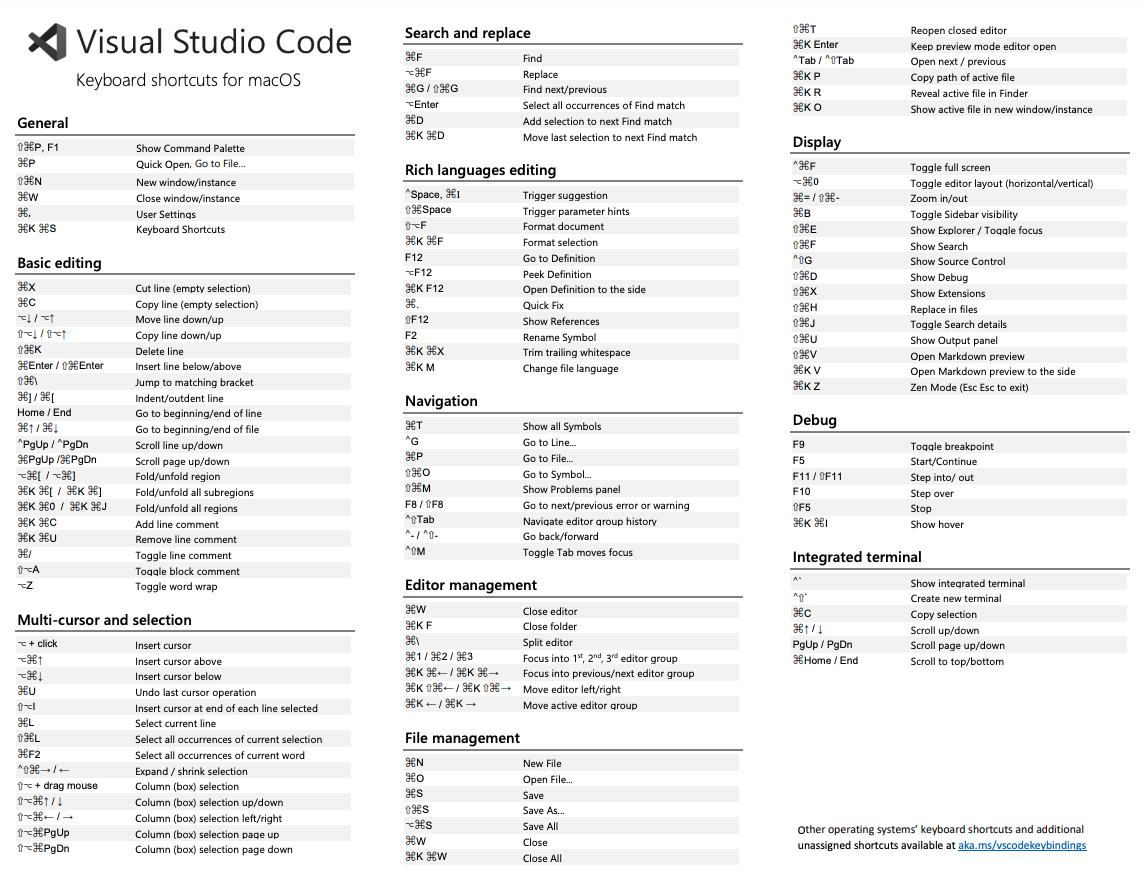 Visual Studio Code
Keyboard shortcuts for macOS
General
⇧⌘P, F1 Show Command Palette
⌘P Quick Open, Go to File…
⇧⌘N New window/instance
⌘W Close window/instance
⌘, User Settings
⌘K ⌘S Keyboard Shortcuts
Basic editing
⌘X Cut line (empty selection)
⌘C Copy line (empty selection)
⌥↓ / ⌥↑ Move line down/up
⇧⌥↓ / ⇧⌥↑ Copy line down/up
⇧⌘K Delete line
⌘Enter / ⇧⌘Enter Insert line below/above
⇧⌘\ Jump to matching bracket
⌘] / ⌘[ Indent/outdent line
Home / End Go to beginning/end of line
⌘↑ / ⌘↓ Go to beginning/end of file
^PgUp / ^PgDn Scroll line up/down
⌘PgUp /⌘PgDn Scroll page up/down
⌥⌘[ / ⌥⌘] Fold/unfold region
⌘K ⌘[ / ⌘K ⌘] Fold/unfold all subregions
⌘K ⌘0 / ⌘K ⌘J Fold/unfold all regions
⌘K ⌘C Add line comment
⌘K ⌘U Remove line comment
⌘/ Toggle line comment
⇧⌥A Toggle block comment
⌥Z Toggle word wrap
Multi-cursor and selection
⌥ + click Insert cursor
⌥⌘↑ Insert cursor above
⌥⌘↓ Insert cursor below
⌘U Undo last cursor operation
⇧⌥I Insert cursor at end of each line selected
⌘L Select current line
⇧⌘L Select all occurrences of current selection
⌘F2 Select all occurrences of current word
^⇧⌘→ / ← Expand / shrink selection
⇧⌥ + drag mouse Column (box) selection
⇧⌥⌘↑ / ↓ Column (box) selection up/down
⇧⌥⌘← / → Column (box) selection left/right
⇧⌥⌘PgUp Column (box) selection page up
⇧⌥⌘PgDn Column (box) selection page down
Search and replace
⌘F Find
⌥⌘F Replace
⌘G / ⇧⌘G Find next/previous
⌥Enter Select all occurrences of Find match
⌘D Add selection to next Find match
⌘K ⌘D Move last selection to next Find match
Rich languages editing
^Space, ⌘I Trigger suggestion
⇧⌘Space Trigger parameter hints
⇧⌥F Format document
⌘K ⌘F Format selection
F12 Go to Definition
⌥F12 Peek Definition
⌘K F12 Open Definition to the side
⌘. Quick Fix
⇧F12 Show References
F2 Rename Symbol
⌘K ⌘X Trim trailing whitespace
⌘K M Change file language
Navigation
⌘T Show all Symbols
^G Go to Line…
⌘P Go to File…
⇧⌘O Go to Symbol…
⇧⌘M Show Problems panel
F8 / ⇧F8 Go to next/previous error or warning
^⇧Tab Navigate editor group history
^- / ^⇧- Go back/forward
^⇧M Toggle Tab moves focus
Editor management
⌘W Close editor
⌘K F Close folder
⌘\ Split editor
⌘1 / ⌘2 / ⌘3 Focus into 1st, 2nd, 3rd editor group
⌘K ⌘← / ⌘K ⌘→ Focus into previous/next editor group
⌘K ⇧⌘← / ⌘K ⇧⌘→ Move editor left/right
⌘K ← / ⌘K → Move active editor group
File management
⌘N New File
⌘O Open File…
⌘S Save
⇧⌘S Save As…
⌥⌘S Save All
⌘W Close
⌘K ⌘W Close All
⇧⌘T Reopen closed editor
⌘K Enter Keep preview mode editor open
^Tab / ^⇧Tab Open next / previous
⌘K P Copy path of active file
⌘K R Reveal active file in Finder
⌘K O Show active file in new window/instance
Display
^⌘F Toggle full screen
⌥⌘0 Toggle editor layout (horizontal/vertical)
⌘= / ⇧⌘- Zoom in/out
⌘B Toggle Sidebar visibility
⇧⌘E Show Explorer / Toggle focus
⇧⌘F Show Search
^⇧G Show Source Control
⇧⌘D Show Debug
⇧⌘X Show Extensions
⇧⌘H Replace in files
⇧⌘J Toggle Search details
⇧⌘U Show Output panel
⇧⌘V Open Markdown preview
⌘K V Open Markdown preview to the side
⌘K Z Zen Mode (Esc Esc to exit)
Debug
F9 Toggle breakpoint
F5 Start/Continue
F11 / ⇧F11 Step into/ out
F10 Step over
⇧F5 Stop
⌘K ⌘I Show hover
Integrated terminal
^` Show integrated terminal
^⇧` Create new terminal
⌘C Copy selection
⌘↑ / ↓ Scroll up/down
PgUp / PgDn Scroll page up/down
⌘Home / End Scroll to top/bottom
Other operating systems’ keyboard shortcuts and additional
unassigned shortcuts available at aka.ms/vscodekeybindings